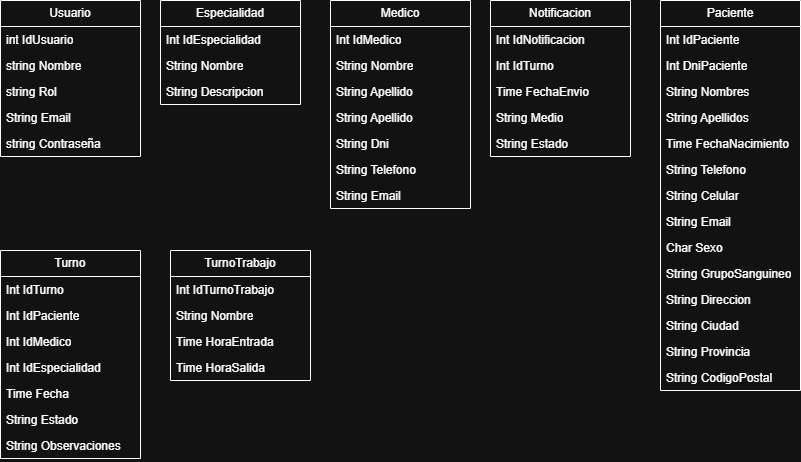 Usuario
int IdUsuario
string Nombre
string Rol
String Email
string Contraseña
Especialidad
Int IdEspecialidad
String Nombre
String Descripcion
Medico
Int IdMedico
String Nombre
String Apellido
String Apellido
String Dni
String Telefono
String Email
Notificacion
Int IdNotificacion
Int IdTurno
Time FechaEnvio
String Medio
String Estado
Paciente
Int IdPaciente
Int DniPaciente
String Nombres
String Apellidos
Time FechaNacimiento
String Telefono
String Celular
String Email
Char Sexo
String GrupoSanguineo
String Direccion
String Ciudad
String Provincia
String CodigoPostal
Turno
Int IdTurno
Int IdPaciente
Int IdMedico
Int IdEspecialidad
Time Fecha
String Estado
String Observaciones
TurnoTrabajo
Int IdTurnoTrabajo
String Nombre
Time HoraEntrada
Time HoraSalida